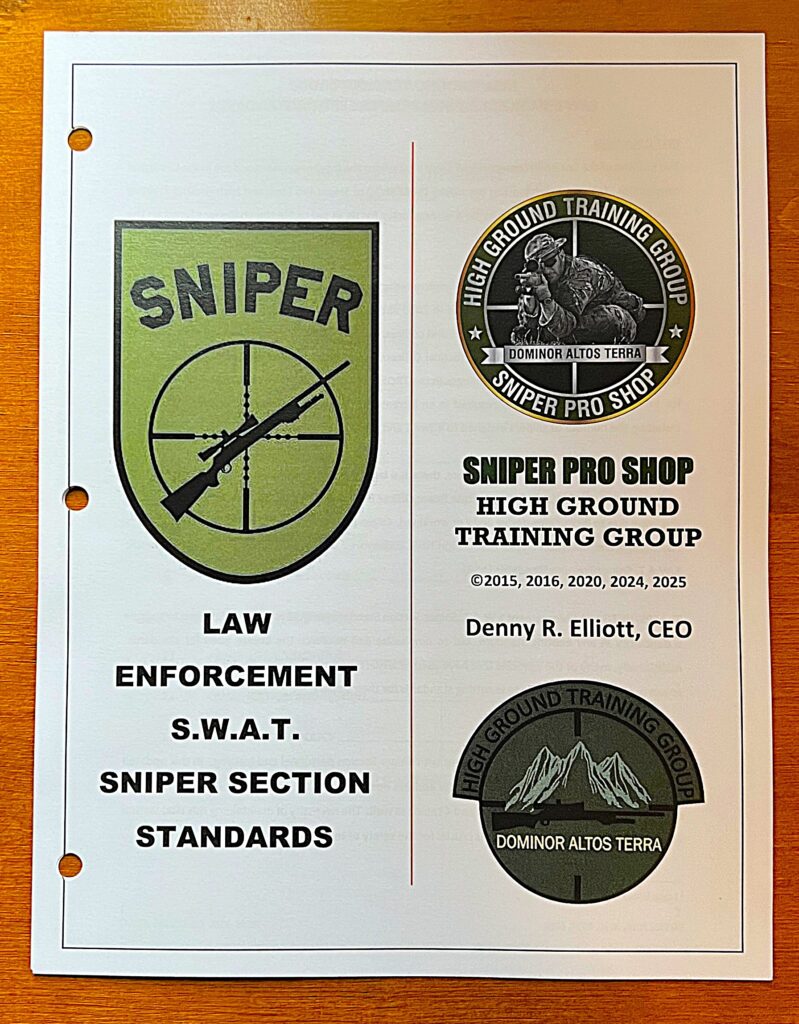 SNIPER
LAW
ENFORCEMENT
S.W.A.T.
SNIPER SECTION
STANDARDS
HIGH GROUND TRAINING GROUP
DOMINOR ALTOS TERRA
SNIPER PRO SHOP
SNIPER PRO SHOP
HIGH GROUND
TRAINING GROUP
©2015, 2016, 2020, 2024, 2025
Denny R. Elliott, CEO
HIGH GROUND TRAINING GROUP
DOMINOR ALTOS TERRA